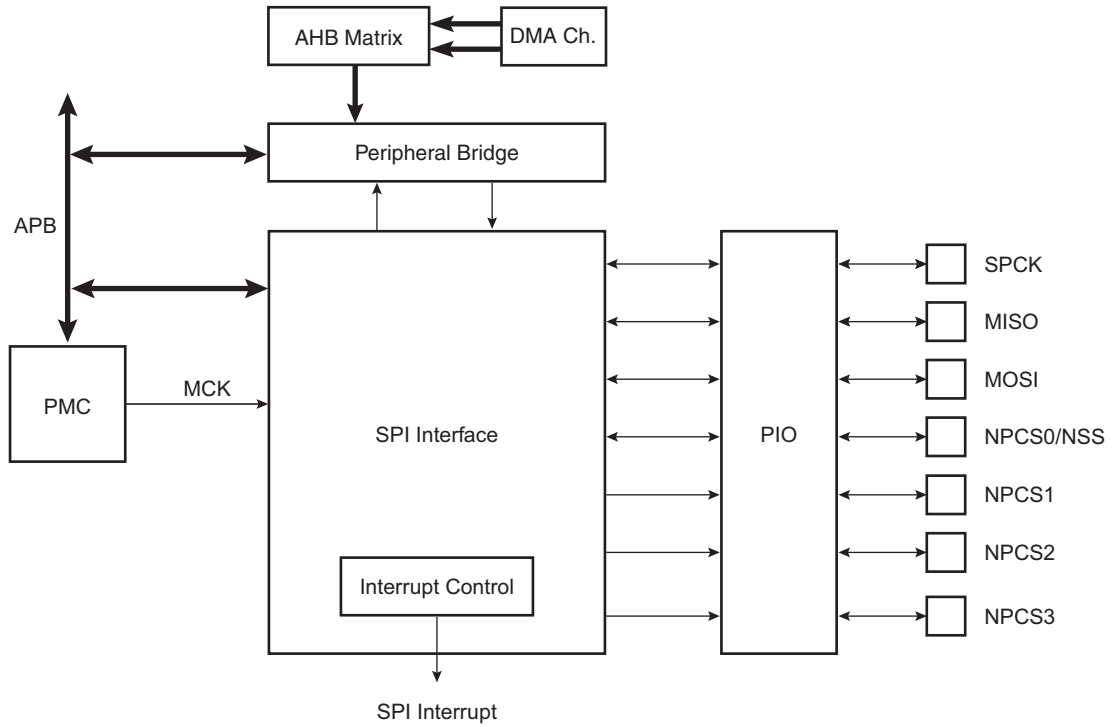 AHB Matrix
DMA Ch.
Peripheral Bridge
APB
SPCK
MISO
MCK
MOSI
PMC
SPI Interface
PIO
NPCS0/NSS
NPCS1
NPCS2
Interrupt Control
NPCS3
SPI Interrupt